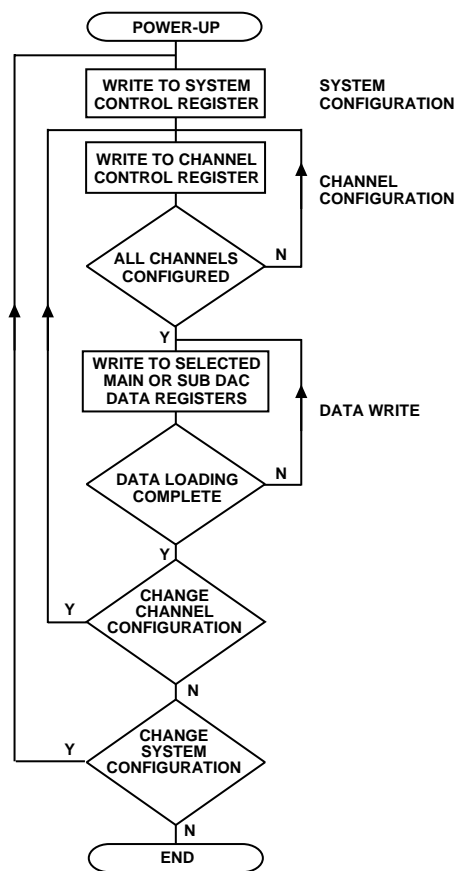 POWER-UP
WRITE TO SYSTEM
CONTROL REGISTER
SYSTEM
CONFIGURATION
WRITE TO CHANNEL
CONTROL REGISTER
CHANNEL
CONFIGURATION
ALL CHANNELS
CONFIGURED
N
Y
WRITE TO SELECTED
MAIN OR SUB DAC
DATA REGISTERS
DATA WRITE
DATA LOADING
COMPLETE
N
Y
CHANGE
CHANNEL
CONFIGURATION
Y
N
CHANGE
SYSTEM
CONFIGURATION
Y
N
END